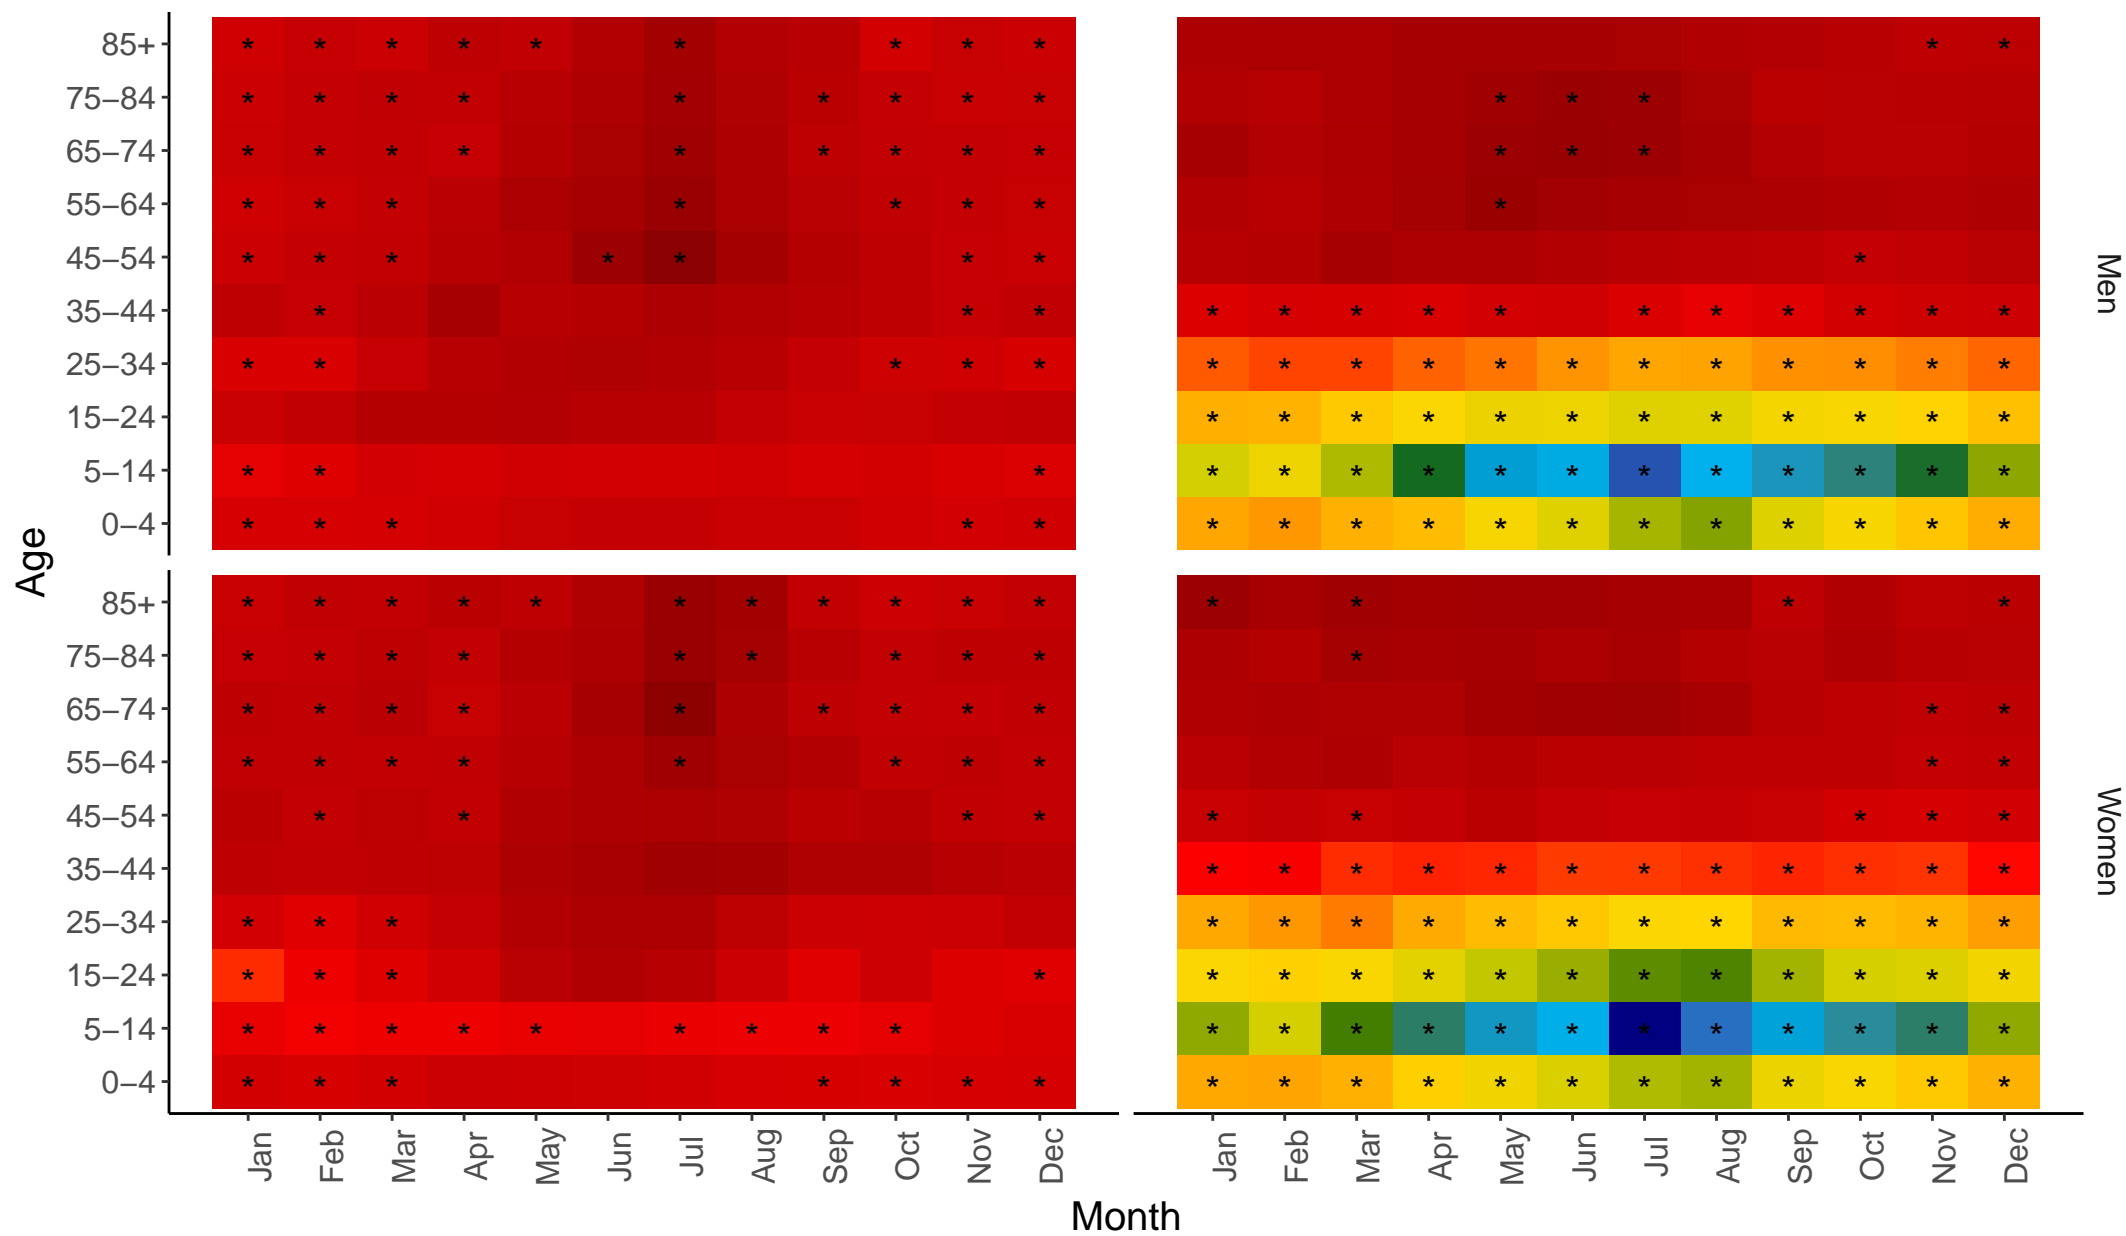 85+ * * * * * * * * * * *
75–84 * * * * * * * * * * * *
65–74 * * * * * * * * * * * *
55–64 * * * * * * * *
45–54 * * * * * * * *
35–44 * * * * * * * * * * * * * *
25–34 * * * * * * * * * * * * * * * * *
15–24 * * * * * * * * * * * *
5–14 * * * * * * * * * * * * * * *
0–4 * * * * * * * * * * * * * * * * *
Men
Age
85+ * * * * * * * * * * * * * * *
75–84 * * * * * * * * * *
65–74 * * * * * * * * * * *
55–64 * * * * * * * * * *
45–54 * * * * * * * * *
35–44 * * * * * * * * * * * *
25–34 * * * * * * * * * * * * * * *
15–24 * * * * * * * * * * * * * * * *
5–14 * * * * * * * * * * * * * * * * * * * * *
0–4 * * * * * * * * * * * * * * * * * * *
Women
Jan Feb Mar Apr May Jun Jul Aug Sep Oct Nov Dec Jan Feb Mar Apr May Jun Jul Aug Sep Oct Nov Dec
Month